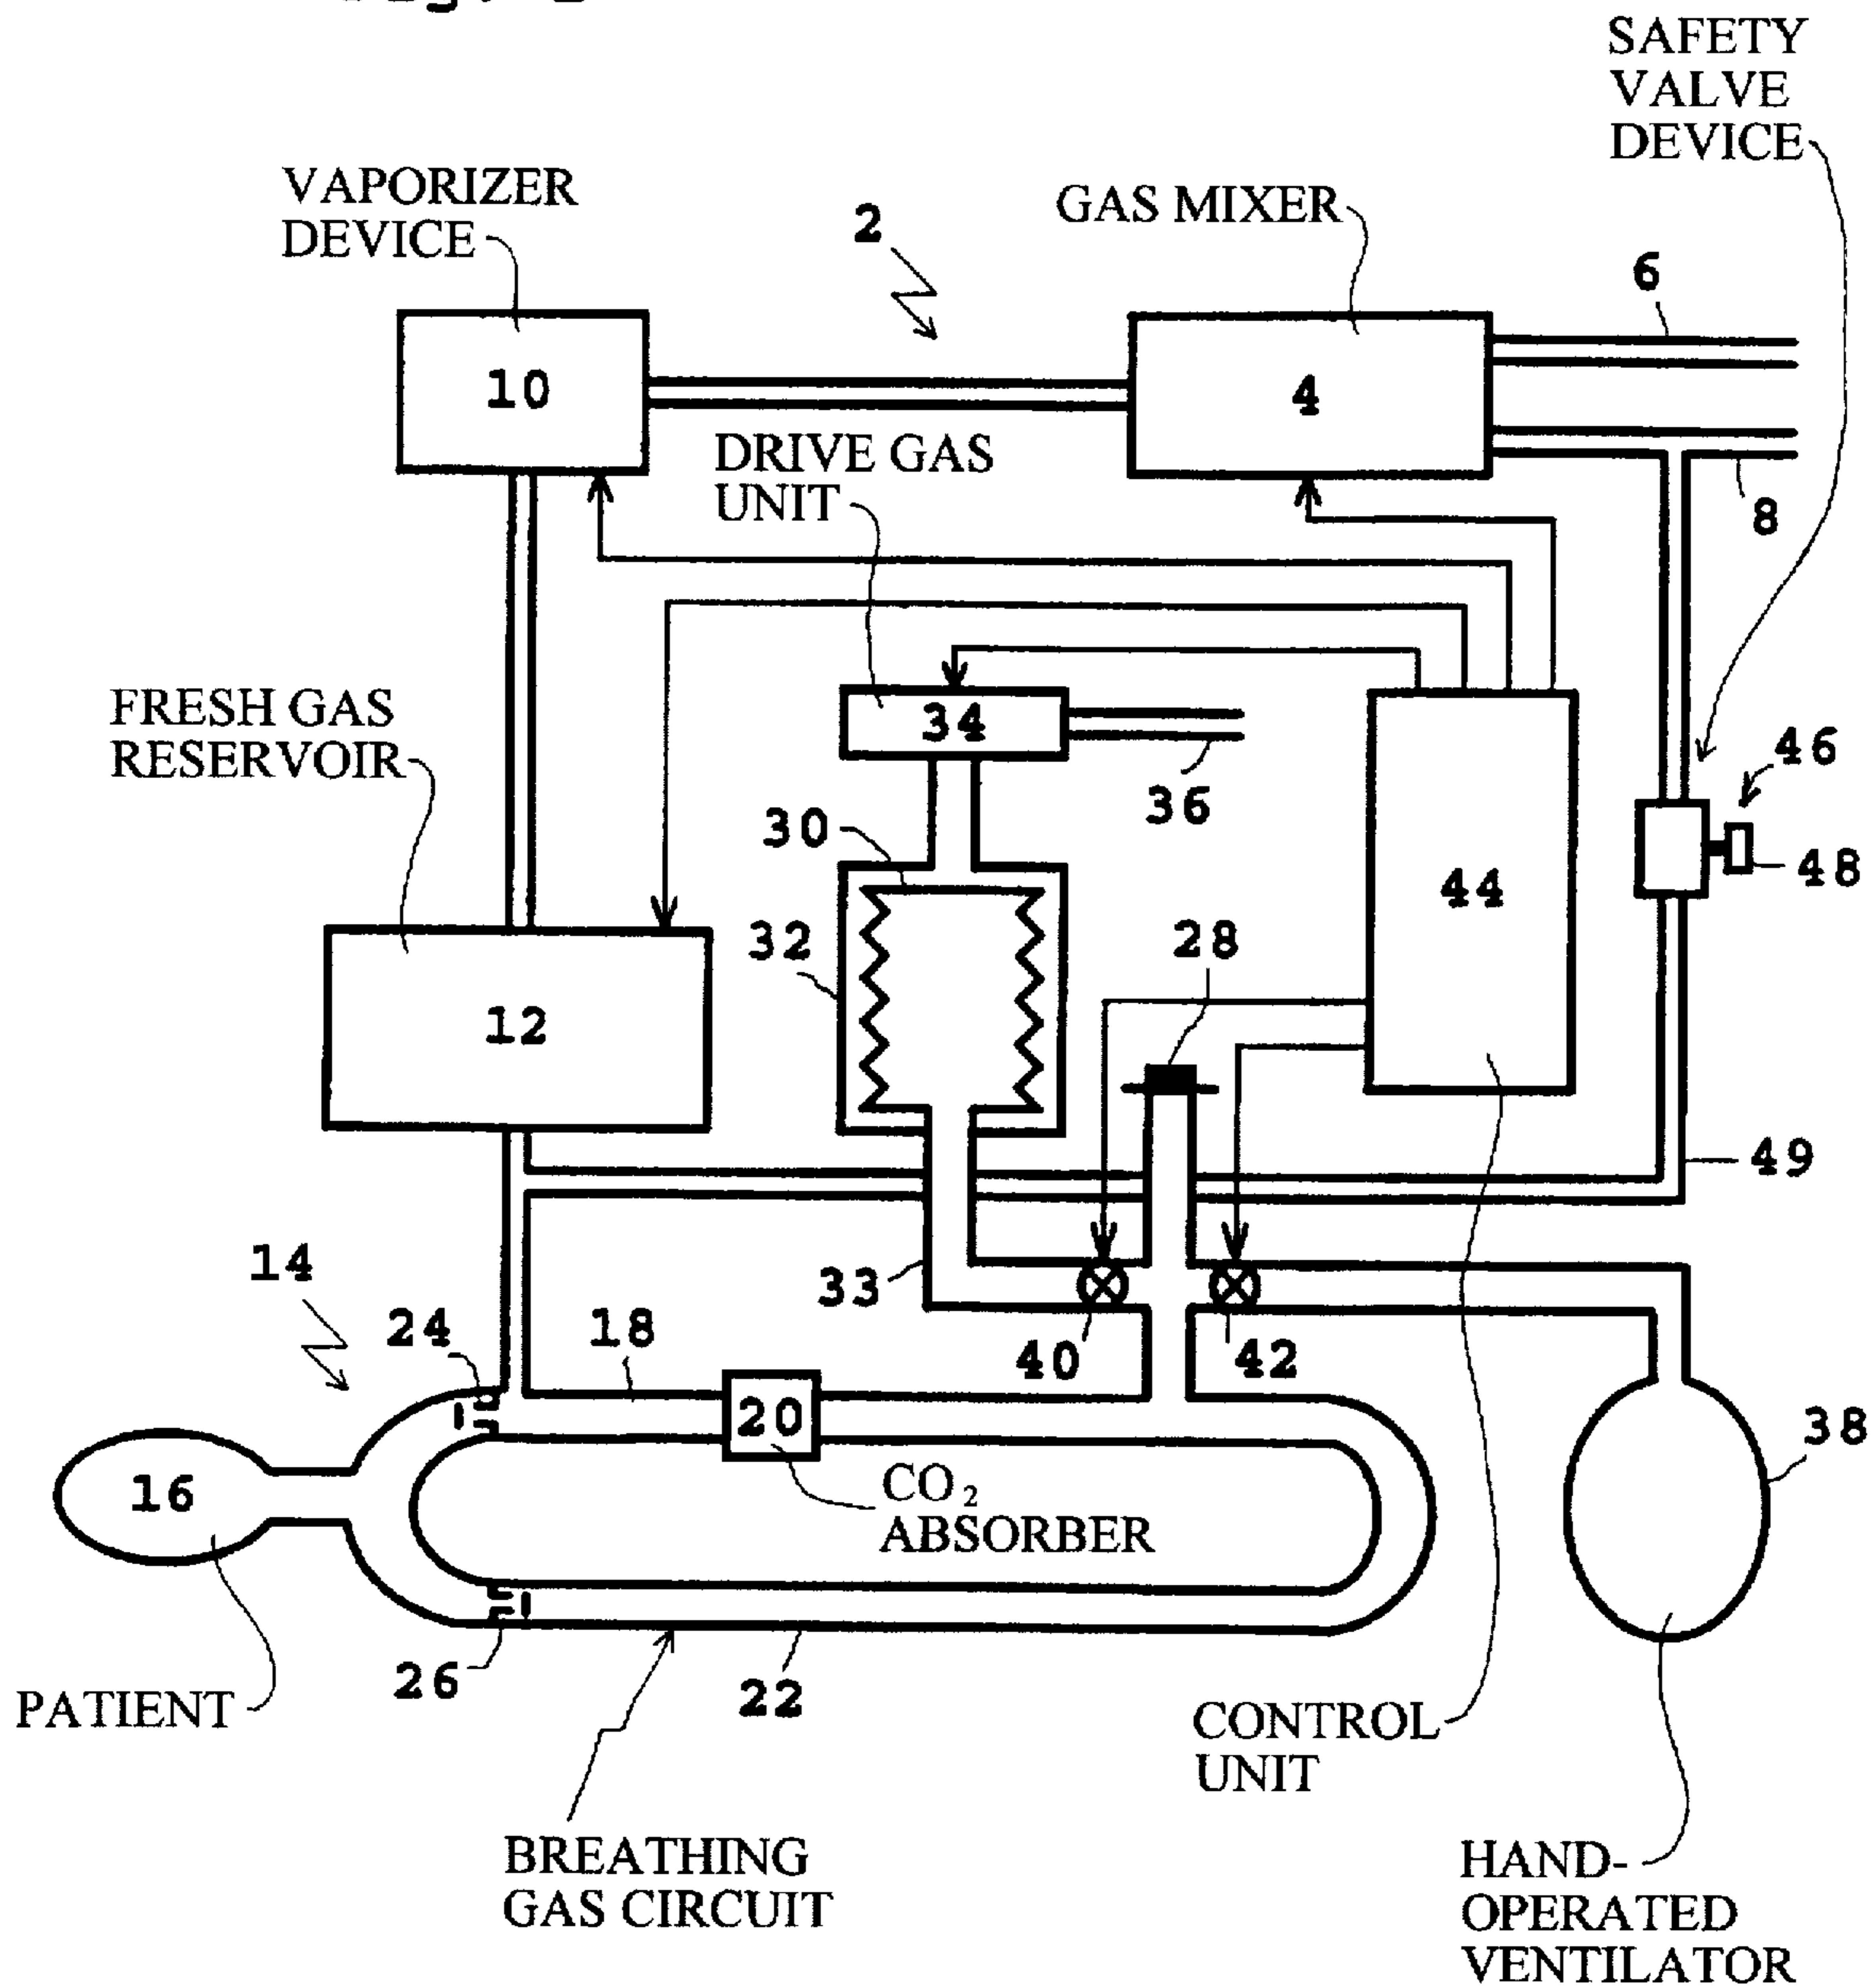 SAFETY
VALVE
DEVICE
VAPORIZER
DEVICE
2
GAS MIXER
6
10
4
DRIVE GAS
UNIT
8
FRESH GAS
RESERVOIR
34
36
46
30
48
44
32
28
12
49
14
33
24
18
40
42
20
38
16
CO₂
ABSORBER
26
22
PATIENT
CONTROL
UNIT
BREATHING
GAS CIRCUIT
HAND-
OPERATED
VENTILATOR